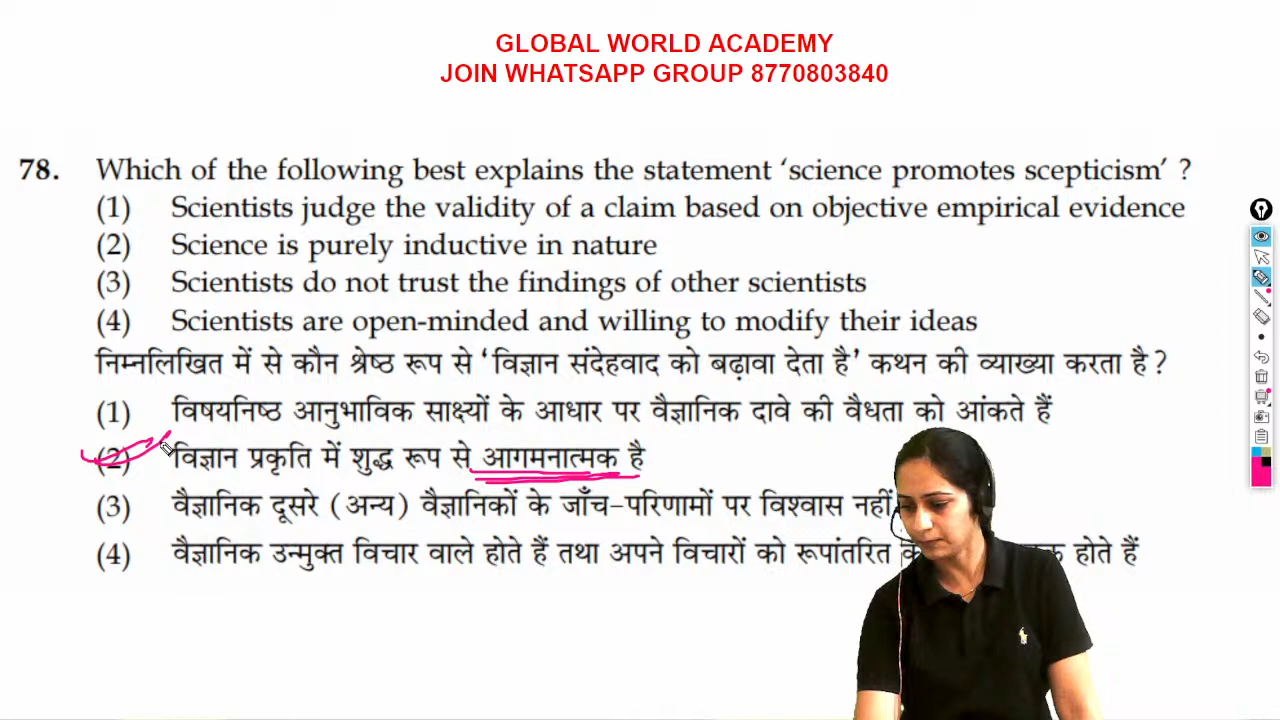 GLOBAL WORLD ACADEMY
JOIN WHATSAPP GROUP 8770803840
78. Which of the following best explains the statement ‘science promotes scepticism’ ?
(1) Scientists judge the validity of a claim based on objective empirical evidence
(2) Science is purely inductive in nature
(3) Scientists do not trust the findings of other scientists
(4) Scientists are open-minded and willing to modify their ideas
निम्नलिखित में से कौन श्रेष्ठ रूप से ‘विज्ञान संदेहवाद को बढ़ावा देता है’ कथन की व्याख्या करता है ?
(1) विषयनिष्ठ आनुभाविक साक्ष्यों के आधार पर वैज्ञानिक दावे की वैधता को आंकते हैं
(2) विज्ञान प्रकृति में शुद्ध रूप से आगमनात्मक है
(3) वैज्ञानिक दूसरे (अन्य) वैज्ञानिकों के जाँच-परिणामों पर विश्वास नहीं
(4) वैज्ञानिक उन्मुक्त विचार वाले होते हैं तथा अपने विचारों को रूपांतरित होते हैं